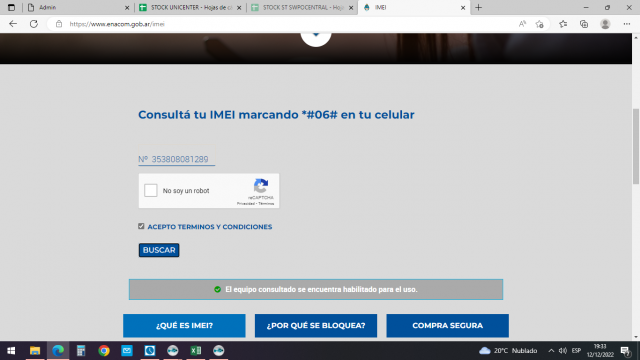 Admin
STOCK UNICENTER - Hojas de c
STOCK ST SWPOCENTRAL - Hoj
IMEI
https://www.enacom.gob.ar/imei
Consultá tu IMEI marcando *#06# en tu celular
Nº 353808081289
No soy un robot
reCAPTCHA
Privacidad - Términos
ACEPTO TERMINOS Y CONDICIONES
BUSCAR
El equipo consultado se encuentra habilitado para el uso.
¿QUÉ ES IMEI?
¿POR QUÉ SE BLOQUEA?
COMPRA SEGURA
20°C Nublado
ESP
19:33
12/12/2022